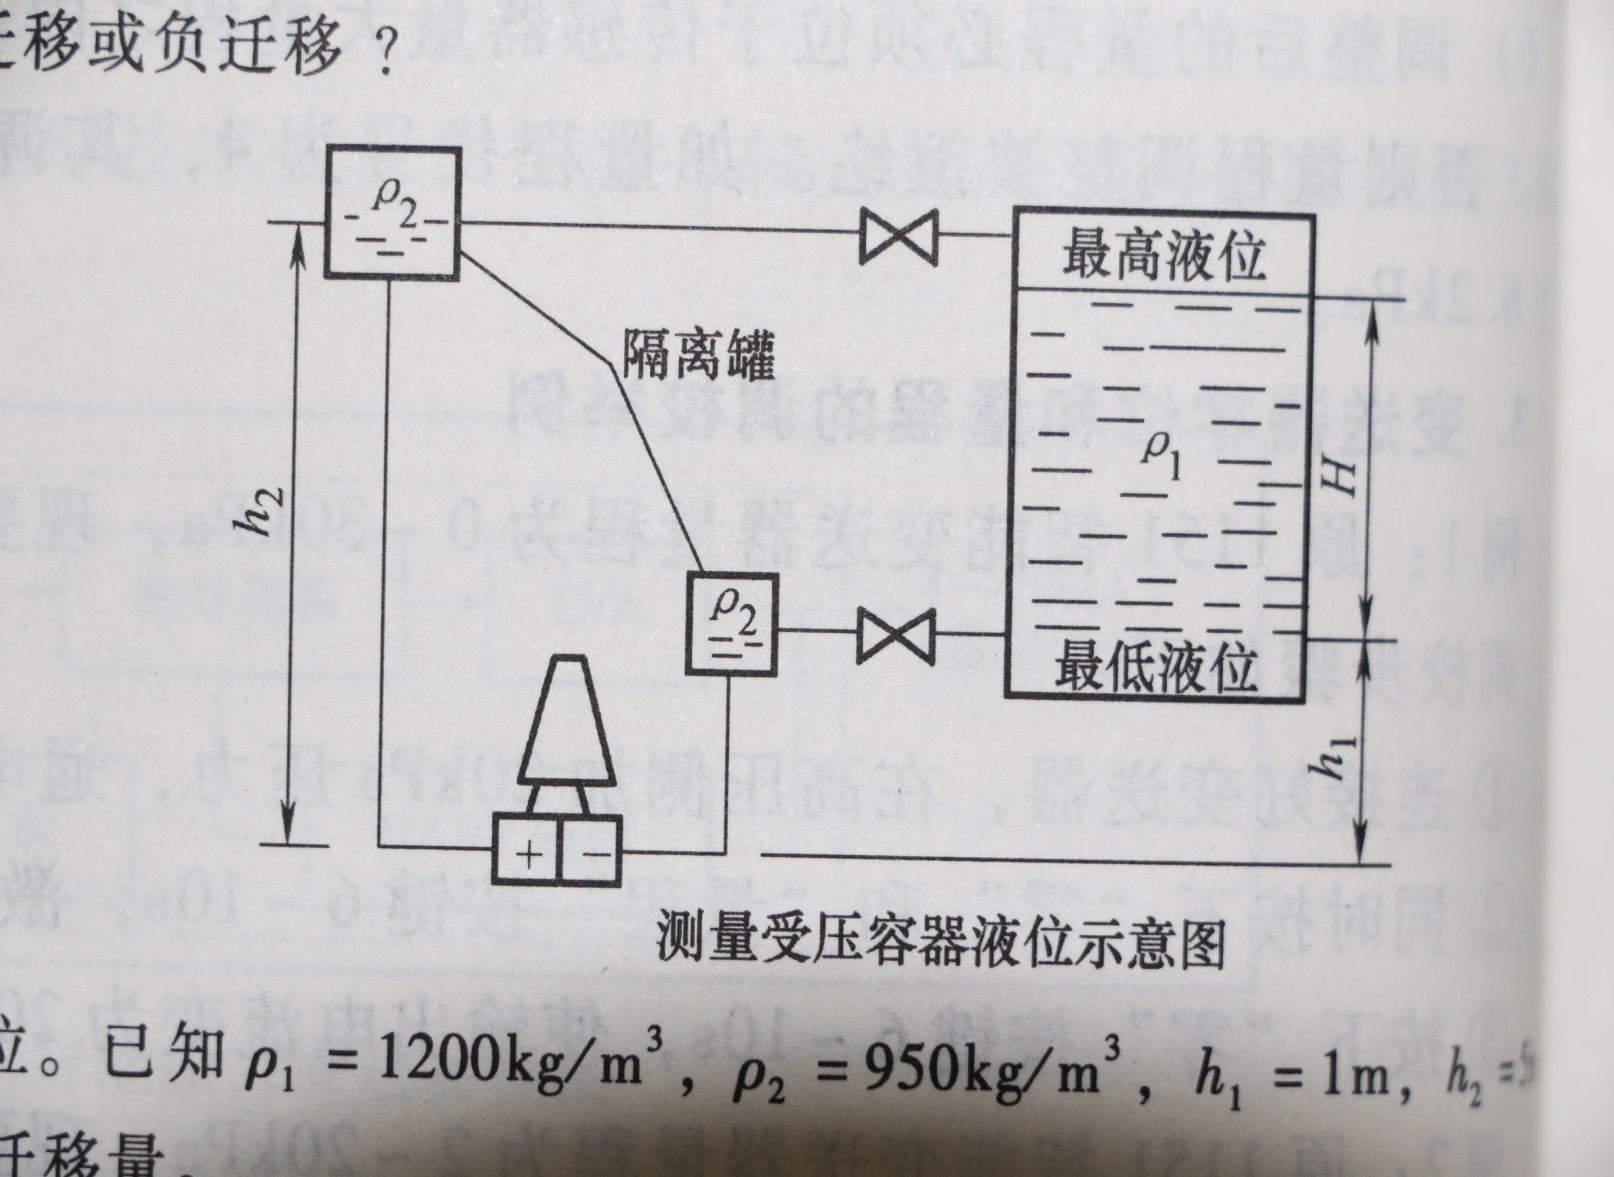 迁移或负迁移？
ρ₂
最高液位
隔离罐
h₂
ρ₁
H
ρ₂
最低液位
h₁
+ −
测量受压容器液位示意图
位。已知 ρ₁ = 1200kg/m³，ρ₂ = 950kg/m³，h₁ = 1m，h₂ =
迁移量。